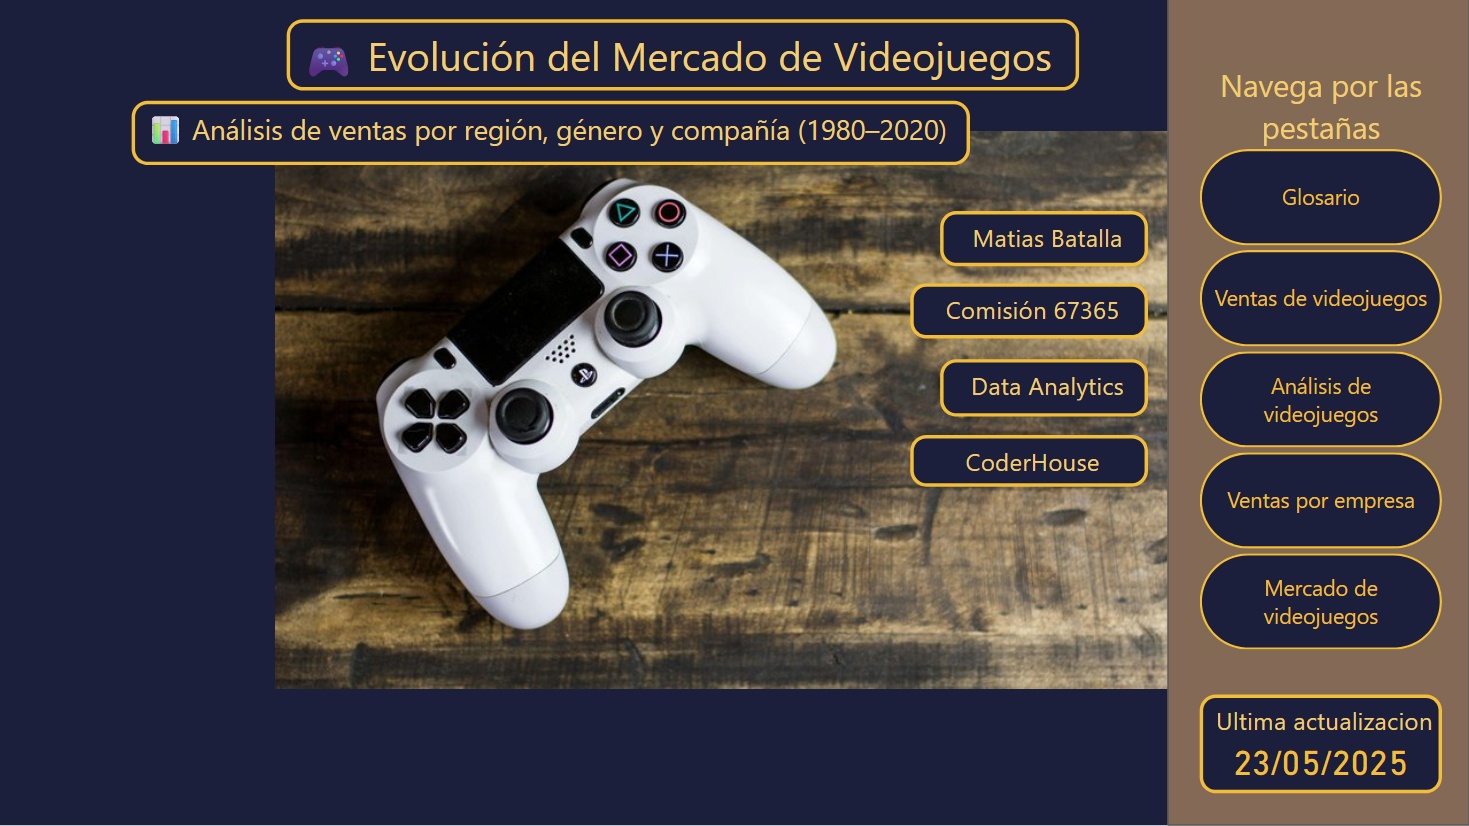 Evolución del Mercado de Videojuegos
Análisis de ventas por región, género y compañía (1980–2020)
Matias Batalla
Comisión 67365
Data Analytics
CoderHouse
Navega por las
pestañas
Glosario
Ventas de videojuegos
Análisis de
videojuegos
Ventas por empresa
Mercado de
videojuegos
Ultima actualizacion
23/05/2025